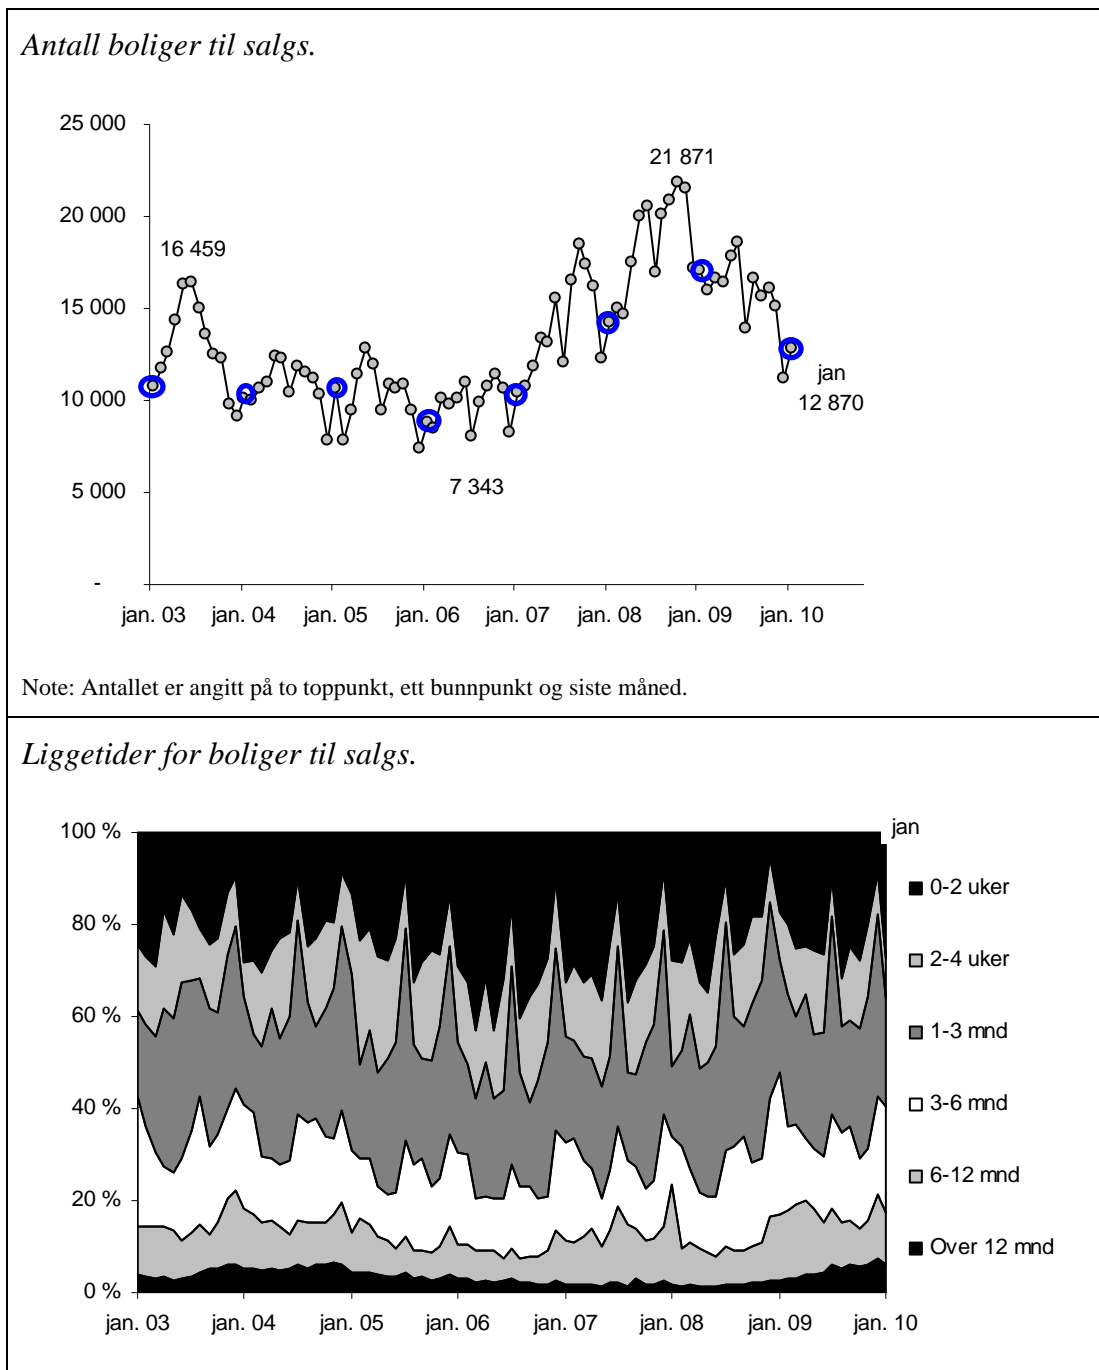 Antall boliger til salgs.
25 000
20 000
15 000
10 000
5 000
-
16 459
21 871
7 343
jan
12 870
jan. 03 jan. 04 jan. 05 jan. 06 jan. 07 jan. 08 jan. 09 jan. 10
Note: Antallet er angitt på to toppunkt, ett bunnpunkt og siste måned.
Liggetider for boliger til salgs.
100 %
80 %
60 %
40 %
20 %
0 %
jan
0-2 uker
2-4 uker
1-3 mnd
3-6 mnd
6-12 mnd
Over 12 mnd
jan. 03 jan. 04 jan. 05 jan. 06 jan. 07 jan. 08 jan. 09 jan. 10